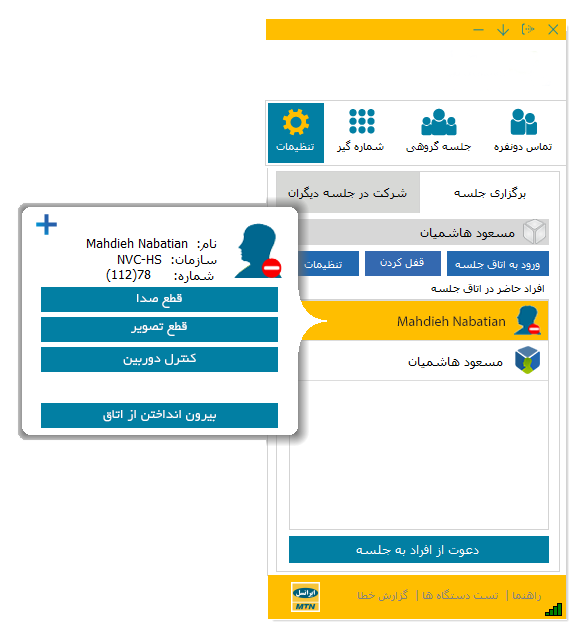 تماس دونفره
جلسه گروهی
شماره گیر
تنظیمات
برگزاری جلسه
شرکت در جلسه دیگران
مسعود هاشمیان
ورود به اتاق جلسه
قفل کردن
تنظیمات
افراد حاضر در اتاق جلسه
Mahdieh Nabatian
مسعود هاشمیان
دعوت از افراد به جلسه
راهنما | تست دستگاه ها | گزارش خطا
ایرانسل
MTN
نام: Mahdieh Nabatian
سازمان: NVC-HS
شماره: 78(112)
قطع صدا
قطع تصویر
کنترل دوربین
بیرون انداختن از اتاق